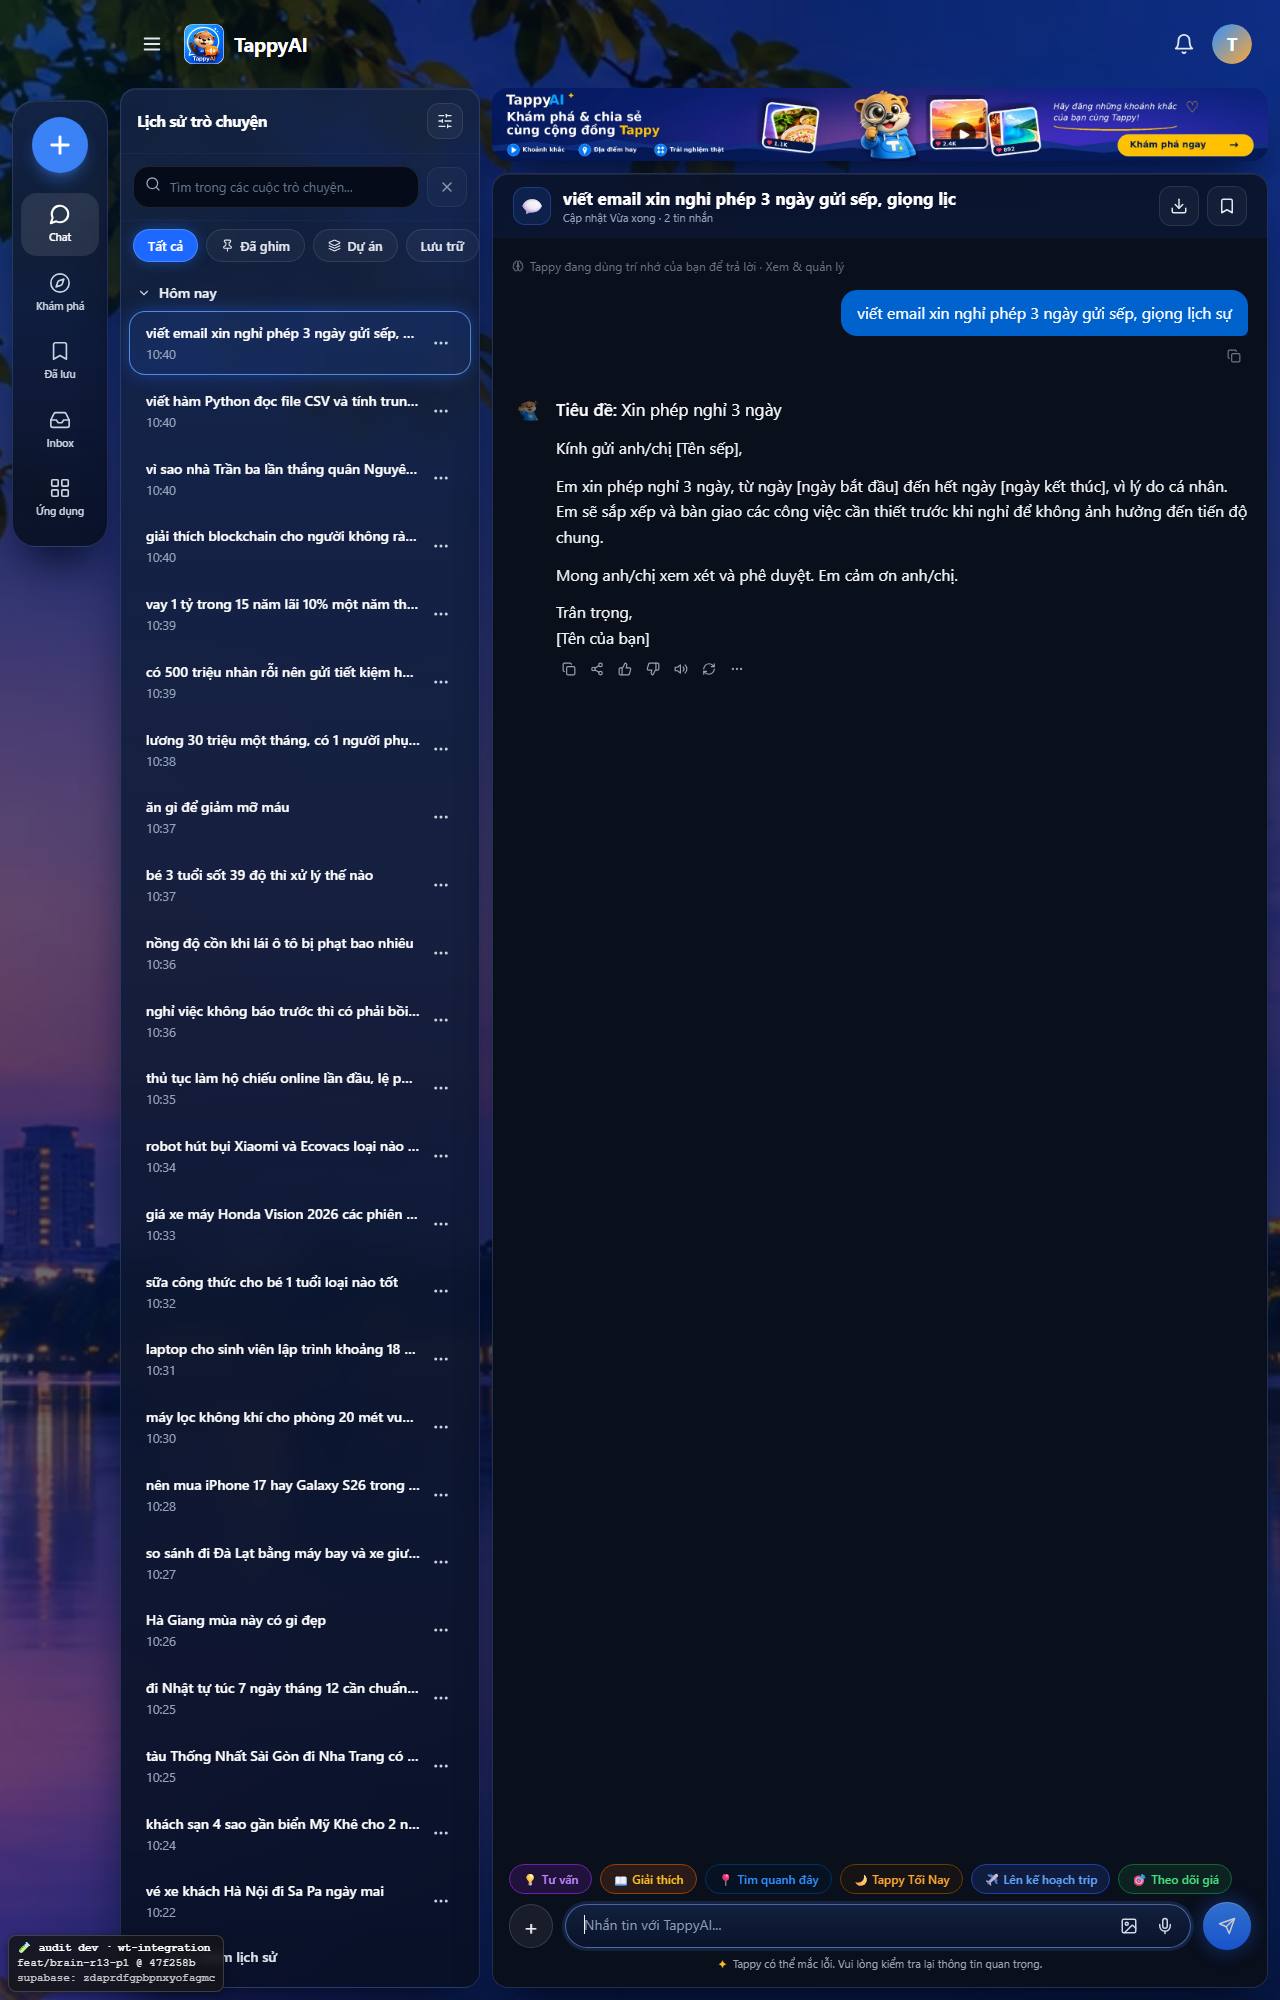 TappyAI
T
Lịch sử trò chuyện
Tìm trong các cuộc trò chuyện...
Chat
Khám phá
Đã lưu
Inbox
Ứng dụng
Tất cả
Đã ghim
Dự án
Lưu trữ
Hôm nay
viết email xin nghỉ phép 3 ngày gửi sếp, ...
10:40
viết hàm Python đọc file CSV và tính trun...
10:40
vì sao nhà Trần ba lần thắng quân Nguyê...
10:40
giải thích blockchain cho người không rà...
10:40
vay 1 tỷ trong 15 năm lãi 10% một năm th...
10:39
có 500 triệu nhàn rỗi nên gửi tiết kiệm h...
10:39
lương 30 triệu một tháng, có 1 người phụ...
10:38
ăn gì để giảm mỡ máu
10:37
bé 3 tuổi sốt 39 độ thì xử lý thế nào
10:37
nồng độ cồn khi lái ô tô bị phạt bao nhiêu
10:36
nghỉ việc không báo trước thì có phải bồi...
10:36
thủ tục làm hộ chiếu online lần đầu, lệ p...
10:35
robot hút bụi Xiaomi và Ecovacs loại nào ...
10:34
giá xe máy Honda Vision 2026 các phiên ...
10:33
sữa công thức cho bé 1 tuổi loại nào tốt
10:32
laptop cho sinh viên lập trình khoảng 18 ...
10:31
máy lọc không khí cho phòng 20 mét vu...
10:30
nên mua iPhone 17 hay Galaxy S26 trong ...
10:28
so sánh đi Đà Lạt bằng máy bay và xe giư...
10:27
Hà Giang mùa này có gì đẹp
10:26
đi Nhật tự túc 7 ngày tháng 12 cần chuẩn...
10:25
tàu Thống Nhất Sài Gòn đi Nha Trang có ...
10:25
khách sạn 4 sao gần biển Mỹ Khê cho 2 n...
10:24
vé xe khách Hà Nội đi Sa Pa ngày mai
10:22
lịch sử
audit dev · wt-integration
feat/brain-r13-p1 @ 47f258b
supabase: zdaprdfgpbpnxyofagmc
TappyAI
Khám phá & chia sẻ
cùng cộng đồng Tappy
Khoảnh khắc
Địa điểm hay
Trải nghiệm thật
1.1K
2.4K
892
Hãy đăng những khoảnh khắc
của bạn cùng Tappy!
Khám phá ngay →
viết email xin nghỉ phép 3 ngày gửi sếp, giọng lịc
Cập nhật Vừa xong · 2 tin nhắn
Tappy đang dùng trí nhớ của bạn để trả lời · Xem & quản lý
viết email xin nghỉ phép 3 ngày gửi sếp, giọng lịch sự
Tiêu đề: Xin phép nghỉ 3 ngày
Kính gửi anh/chị [Tên sếp],
Em xin phép nghỉ 3 ngày, từ ngày [ngày bắt đầu] đến hết ngày [ngày kết thúc], vì lý do cá nhân.
Em sẽ sắp xếp và bàn giao các công việc cần thiết trước khi nghỉ để không ảnh hưởng đến tiến độ
chung.
Mong anh/chị xem xét và phê duyệt. Em cảm ơn anh/chị.
Trân trọng,
[Tên của bạn]
Tư vấn
Giải thích
Tìm quanh đây
Tappy Tối Nay
Lên kế hoạch trip
Theo dõi giá
Nhắn tin với TappyAI...
Tappy có thể mắc lỗi. Vui lòng kiểm tra lại thông tin quan trọng.